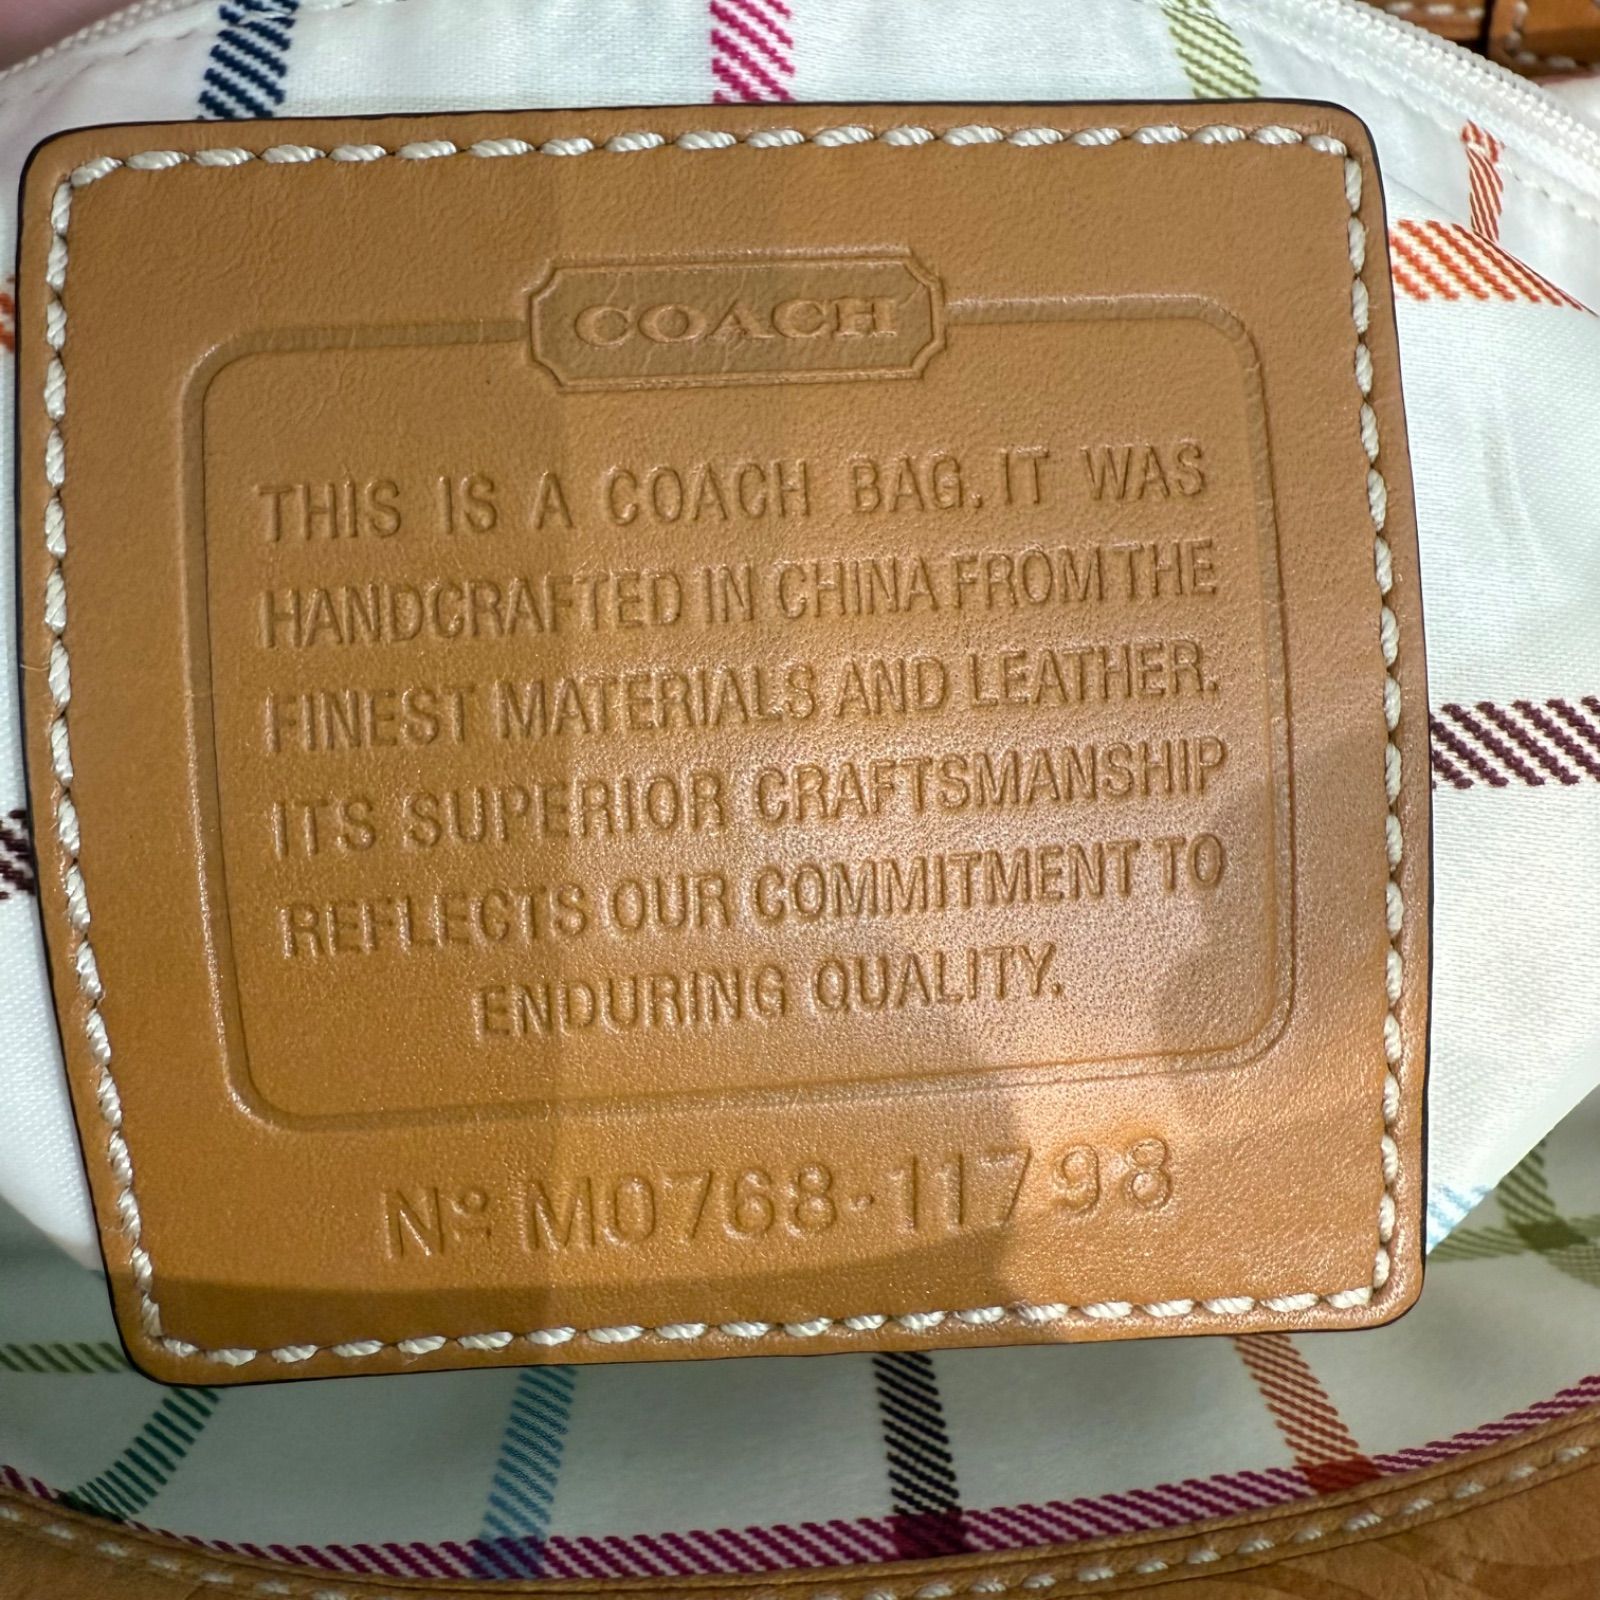 COACH
THIS IS A COACH BAG. IT WAS
HANDCRAFTED IN CHINA FROM THE
FINEST MATERIALS AND LEATHER.
ITS SUPERIOR CRAFTSMANSHIP
REFLECTS OUR COMMITMENT TO
ENDURING QUALITY.
Nº M0768-11798